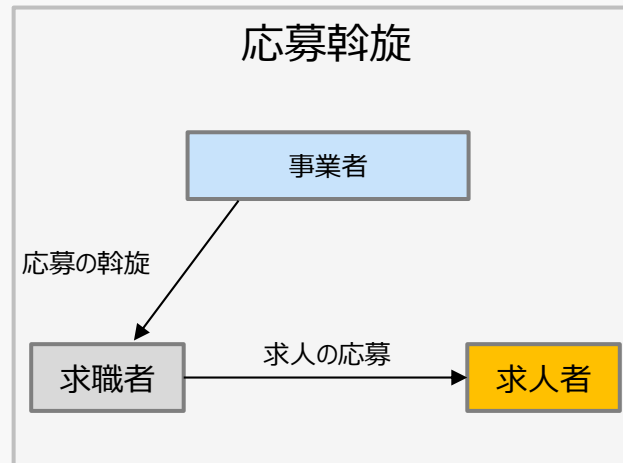 応募斡旋
事業者
応募の斡旋
求人の応募
求職者
求人者